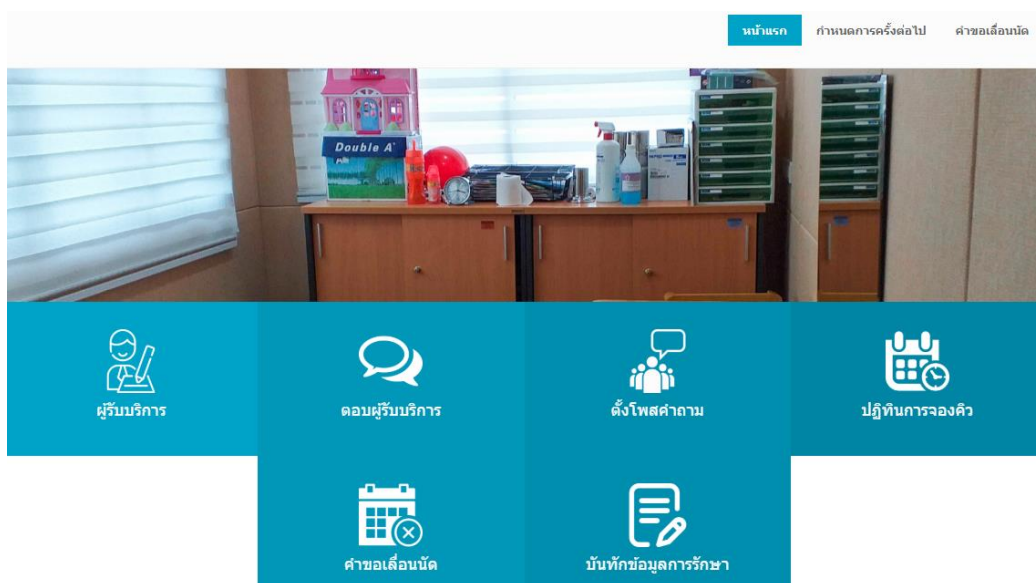 หน้าแรก กำหนดการครั้งต่อไป คำขอเลื่อนนัด
Double A
ผู้รับบริการ ตอบผู้รับบริการ ตั้งโพสคำถาม ปฏิทินการจองคิว
คำขอเลื่อนนัด บันทึกข้อมูลการรักษา